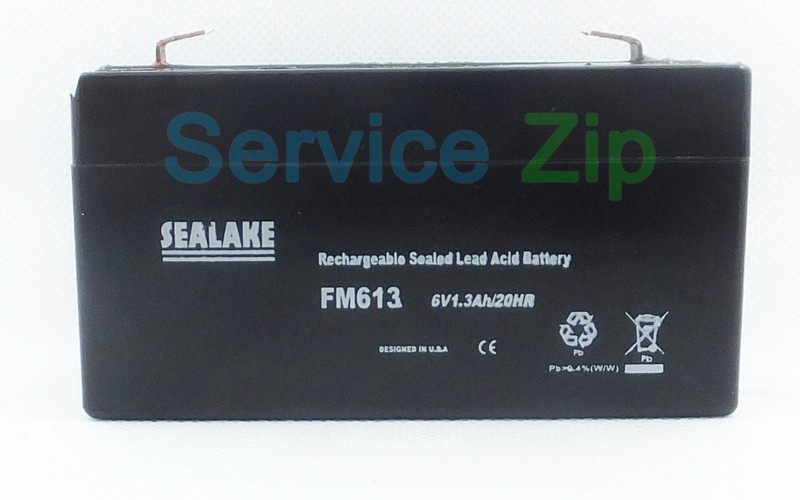 Service Zip
SEALAKE
Rechargeable Sealed Lead Acid Battery
FM613
6V1.3Ah/20HR
DESIGNED IN U.S.A
CE
Pb
Pb
Pb>0.4%(W/W)